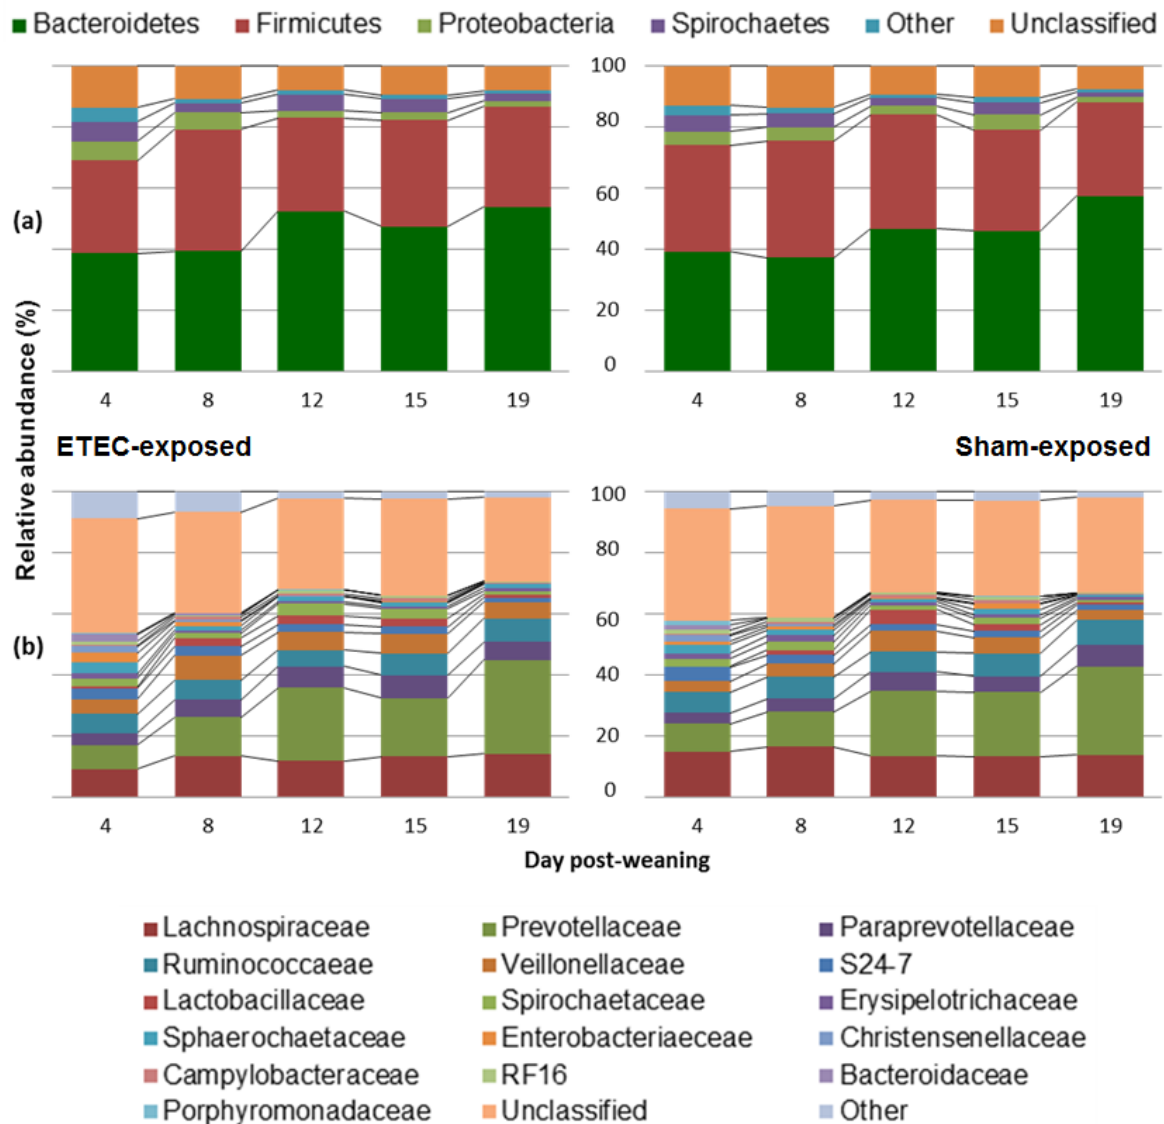 Bacteroidetes Firmicutes Proteobacteria Spirochaetes Other Unclassified
100
80
60
40
20
0
(a)
4 8 12 15 19 4 8 12 15 19
Relative abundance (%)
ETEC-exposed Sham-exposed
100
80
60
40
20
0
(b)
4 8 12 15 19 4 8 12 15 19
Day post-weaning
Lachnospiraceae Prevotellaceae Paraprevotellaceae
Ruminococcaeae Veillonellaceae S24-7
Lactobacillaceae Spirochaetaceae Erysipelotrichaceae
Sphaerochaetaceae Enterobacteriaeceae Christensenellaceae
Campylobacteraceae RF16 Bacteroidaceae
Porphyromonadaceae Unclassified Other